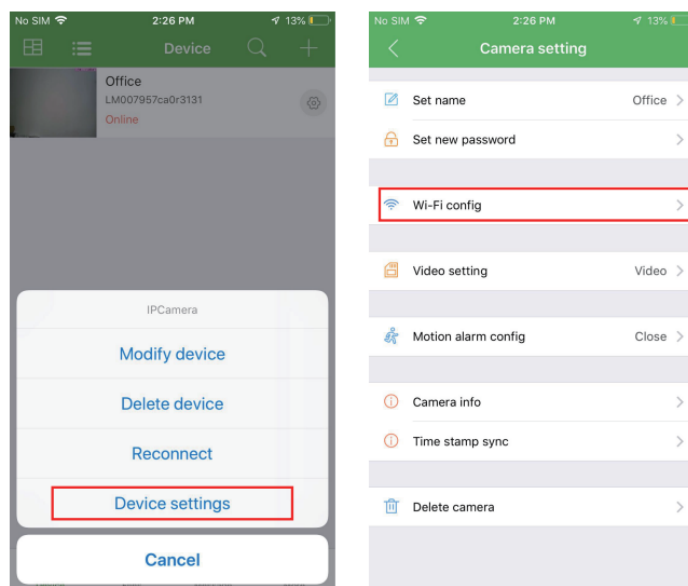 No SIM 2:26 PM 13%
Device
Office
LM007957ca0r3131
Online
IPCamera
Modify device
Delete device
Reconnect
Device settings
Cancel
No SIM 2:26 PM 13%
Camera setting
Set name Office
Set new password
Wi-Fi config
Video setting Video
Motion alarm config Close
Camera info
Time stamp sync
Delete camera